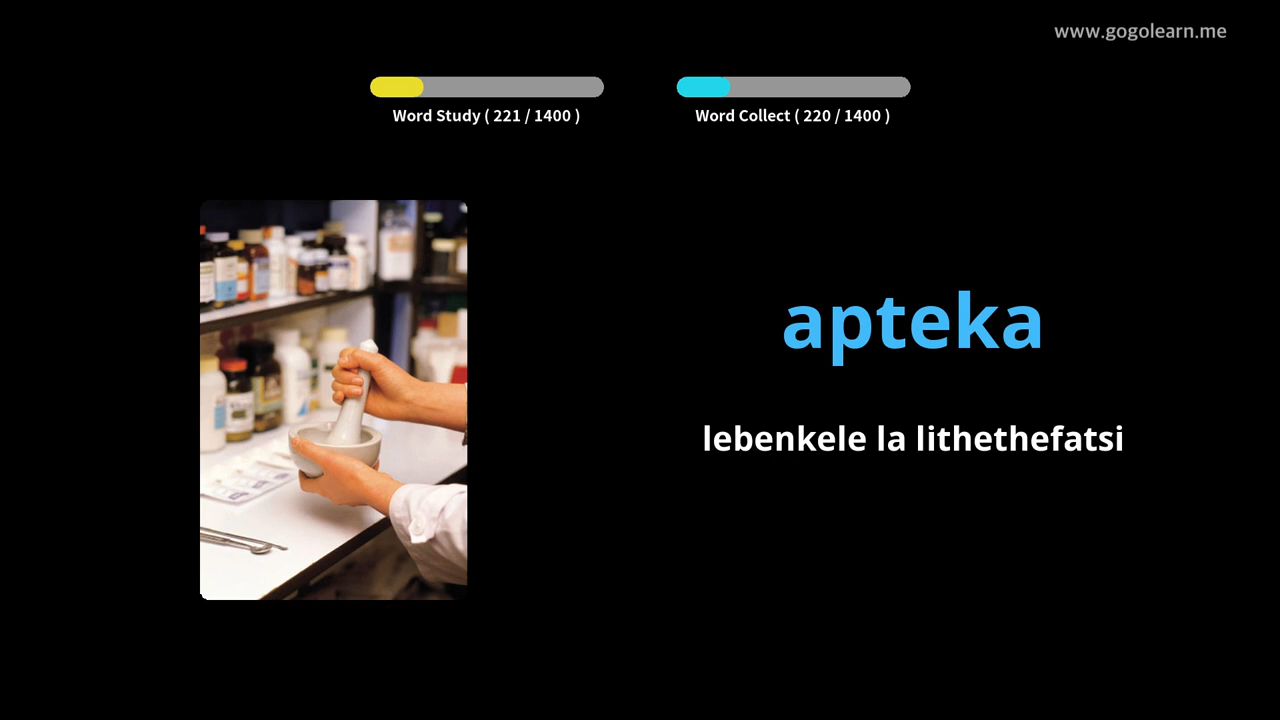 www.gogolearn.me
Word Study ( 221 / 1400 )
Word Collect ( 220 / 1400 )
apteka
lebenkele la lithethefatsi